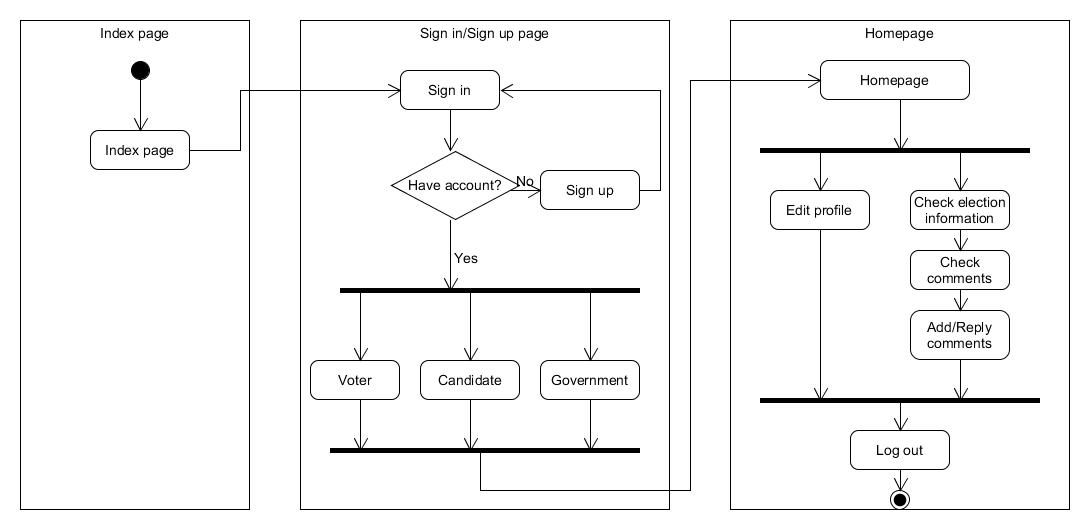 Index page
Index page
Sign in/Sign up page
Sign in
Have account?
No
Sign up
Yes
Voter
Candidate
Government
Homepage
Homepage
Edit profile
Check election
information
Check
comments
Add/Reply
comments
Log out